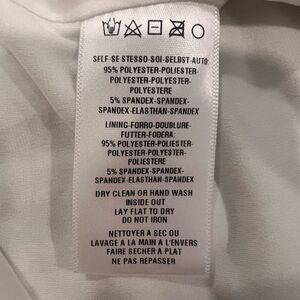 SELF-SE STESSO-SOI-SELBST-AUTO:
95% POLYESTER-POLIESTER-
POLYESTER-POLYESTER-
POLYESTERE
5% SPANDEX-SPANDEX-
SPANDEX-ELASTHAN-SPANDEX
LINING-FORRO-DOUBLURE-
FUTTER-FODERA:
95% POLYESTER-POLIESTER-
POLYESTER-POLYESTER-
POLIESTERE
5% SPANDEX-SPANDEX-
SPANDEX-ELASTHAN-SPANDEX
DRY CLEAN OR HAND WASH
INSIDE OUT
LAY FLAT TO DRY
DO NOT IRON
NETTOYER A SEC OU
LAVAGE A LA MAIN A L'ENVERS
FAIRE SECHER A PLAT
NE PAS REPASSER